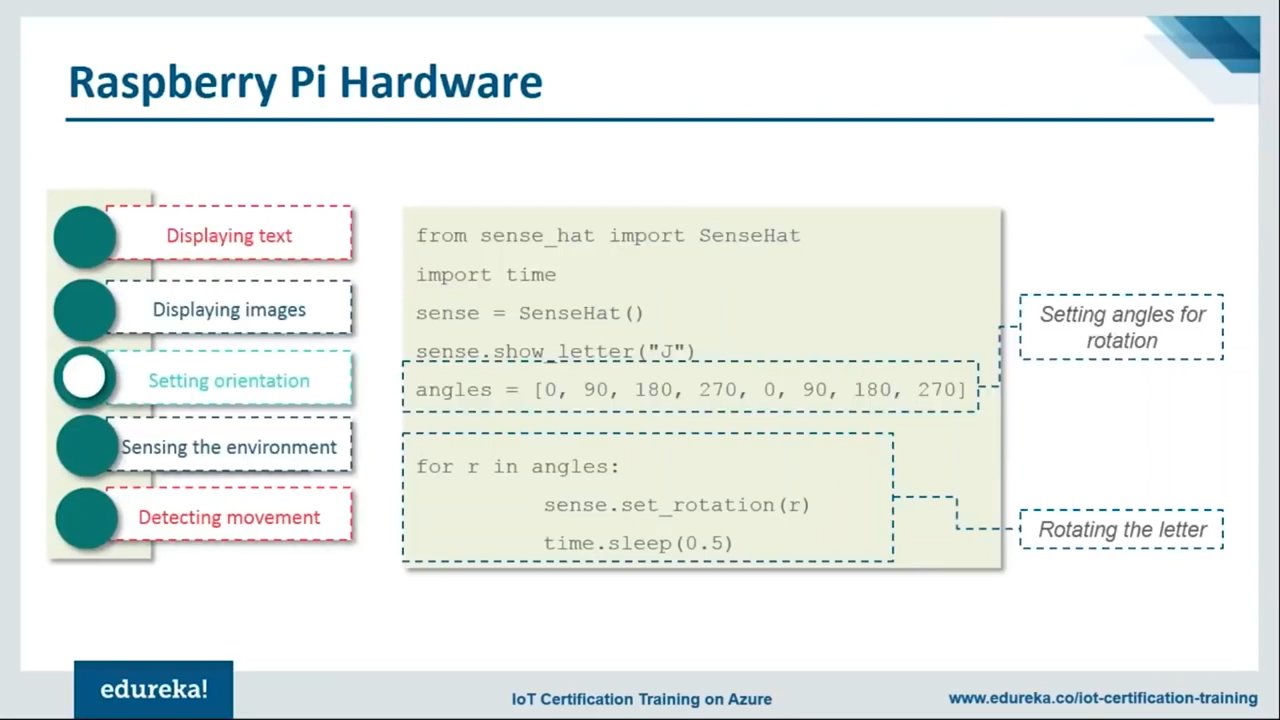 Raspberry Pi Hardware
Displaying text
Displaying images
Setting orientation
Sensing the environment
Detecting movement
from sense_hat import SenseHat
import time
sense = SenseHat()
sense.show_letter("J")
angles = [0, 90, 180, 270, 0, 90, 180, 270]
for r in angles:
sense.set_rotation(r)
time.sleep(0.5)
Setting angles for
rotation
Rotating the letter
edureka!
IoT Certification Training on Azure
www.edureka.co/iot-certification-training